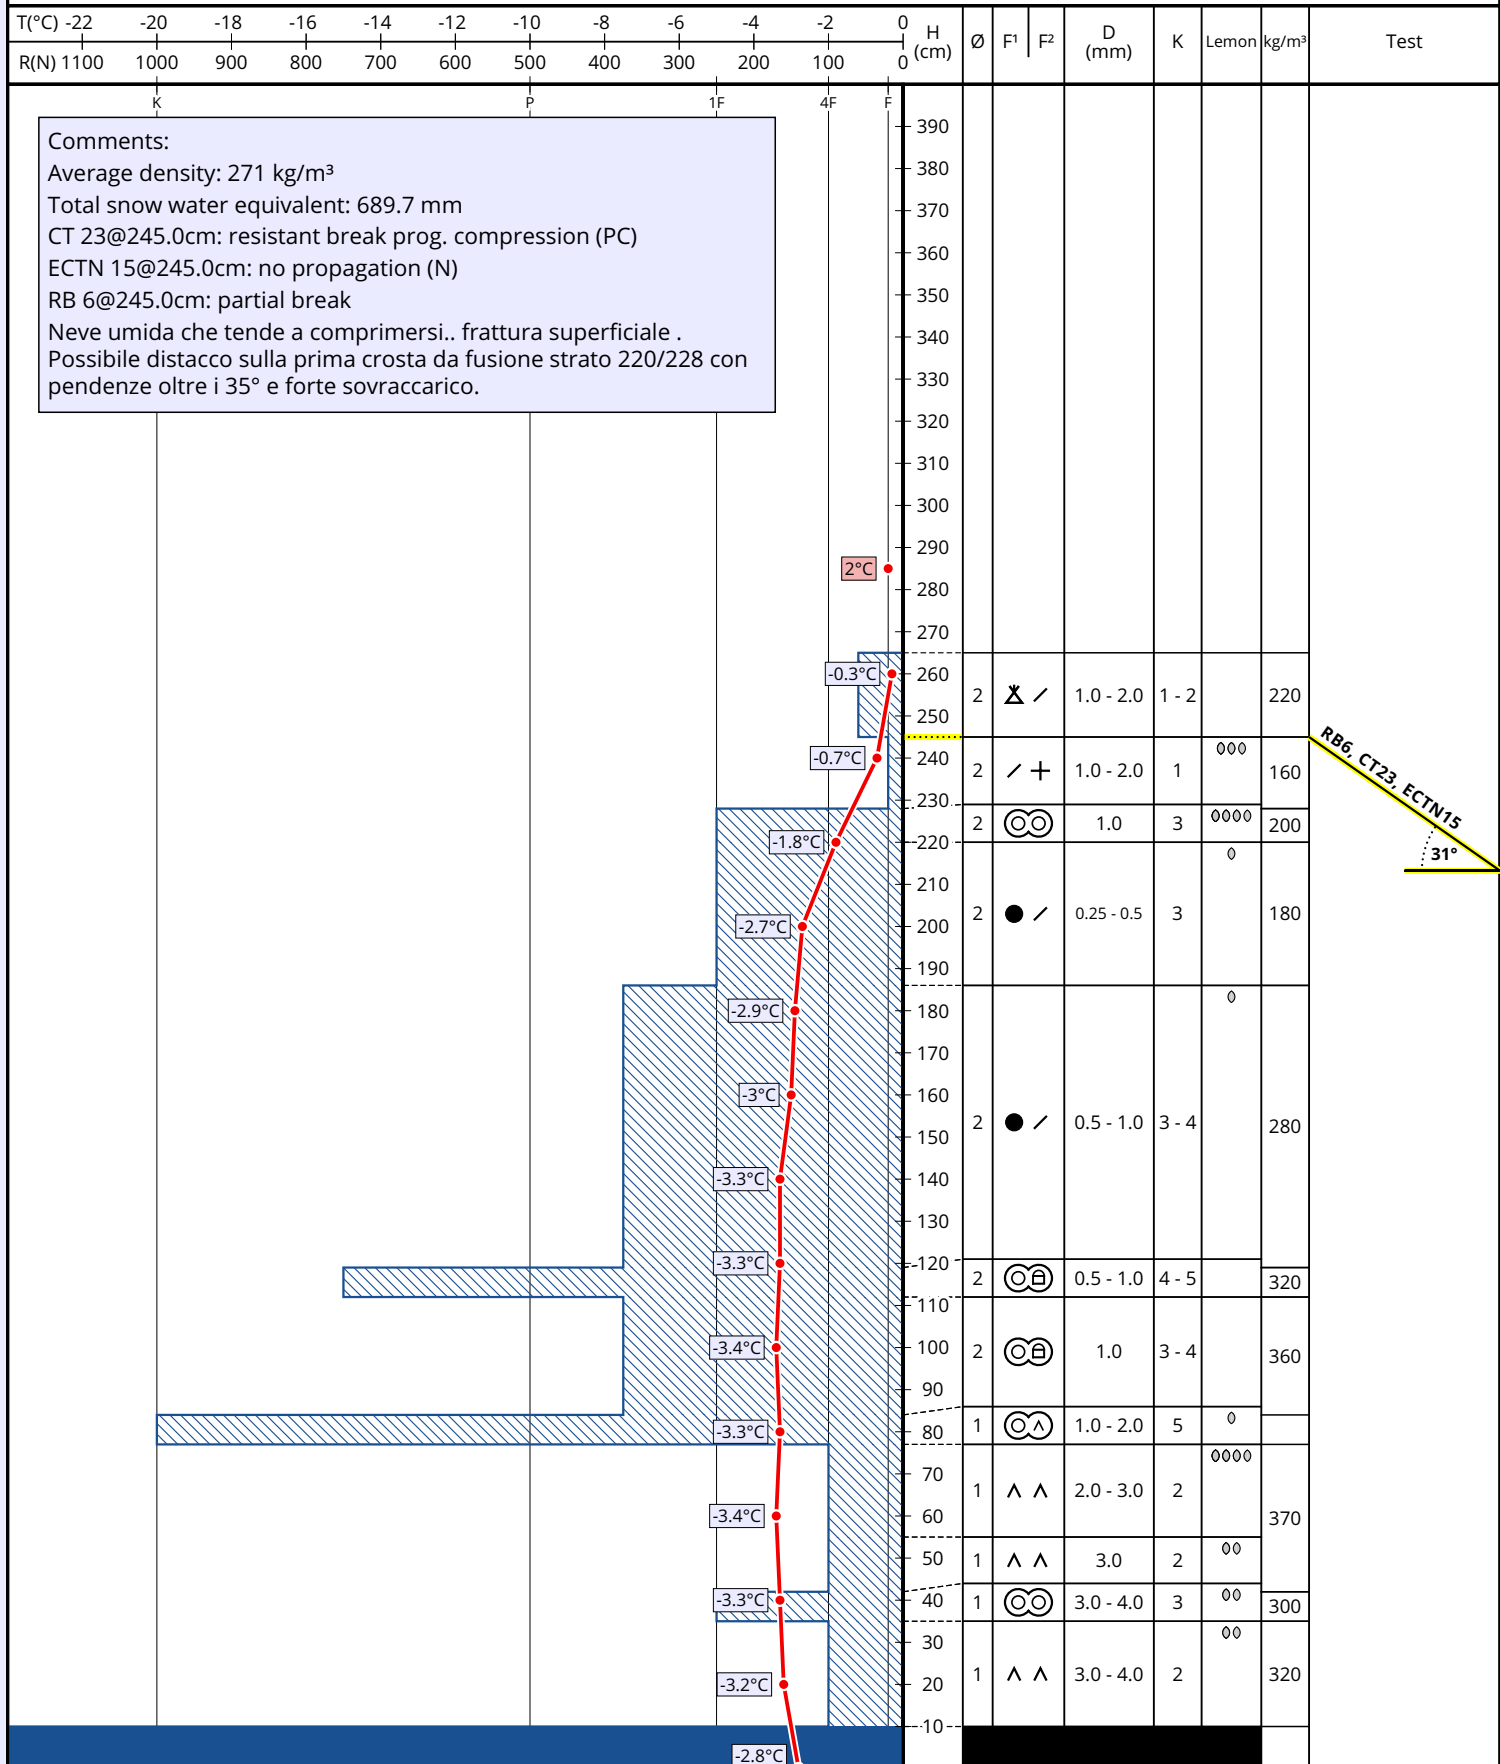 T(°C) -22 -20 -18 -16 -14 -12 -10 -8 -6 -4 -2 0
R(N) 1100 1000 900 800 700 600 500 400 300 200 100 0
H (cm) Ø F¹ F² D (mm) K Lemon kg/m³ Test
K P 1F 4F F
Comments:
Average density: 271 kg/m³
Total snow water equivalent: 689.7 mm
CT 23@245.0cm: resistant break prog. compression (PC)
ECTN 15@245.0cm: no propagation (N)
RB 6@245.0cm: partial break
Neve umida che tende a comprimersi.. frattura superficiale .
Possibile distacco sulla prima crosta da fusione strato 220/228 con
pendenze oltre i 35° e forte sovraccarico.
390
380
370
360
350
340
330
320
310
300
290
2°C
280
270
-0.3°C 260
2 1.0 - 2.0 1 - 2 220
250
RB6, CT23, ECTN15
31°
-0.7°C 240
2 1.0 - 2.0 1 160
230
2 1.0 3 200
-1.8°C 220
210
2 0.25 - 0.5 3 180
-2.7°C 200
190
-2.9°C 180
170
-3°C 160
2 0.5 - 1.0 3 - 4 280
150
-3.3°C 140
130
-3.3°C 120
2 0.5 - 1.0 4 - 5 320
110
-3.4°C 100
2 1.0 3 - 4 360
90
-3.3°C 80
1 1.0 - 2.0 5
70
1 2.0 - 3.0 2
-3.4°C 60
370
50
1 3.0 2
-3.3°C 40
1 3.0 - 4.0 3 300
30
1 3.0 - 4.0 2 320
-3.2°C 20
10
-2.8°C